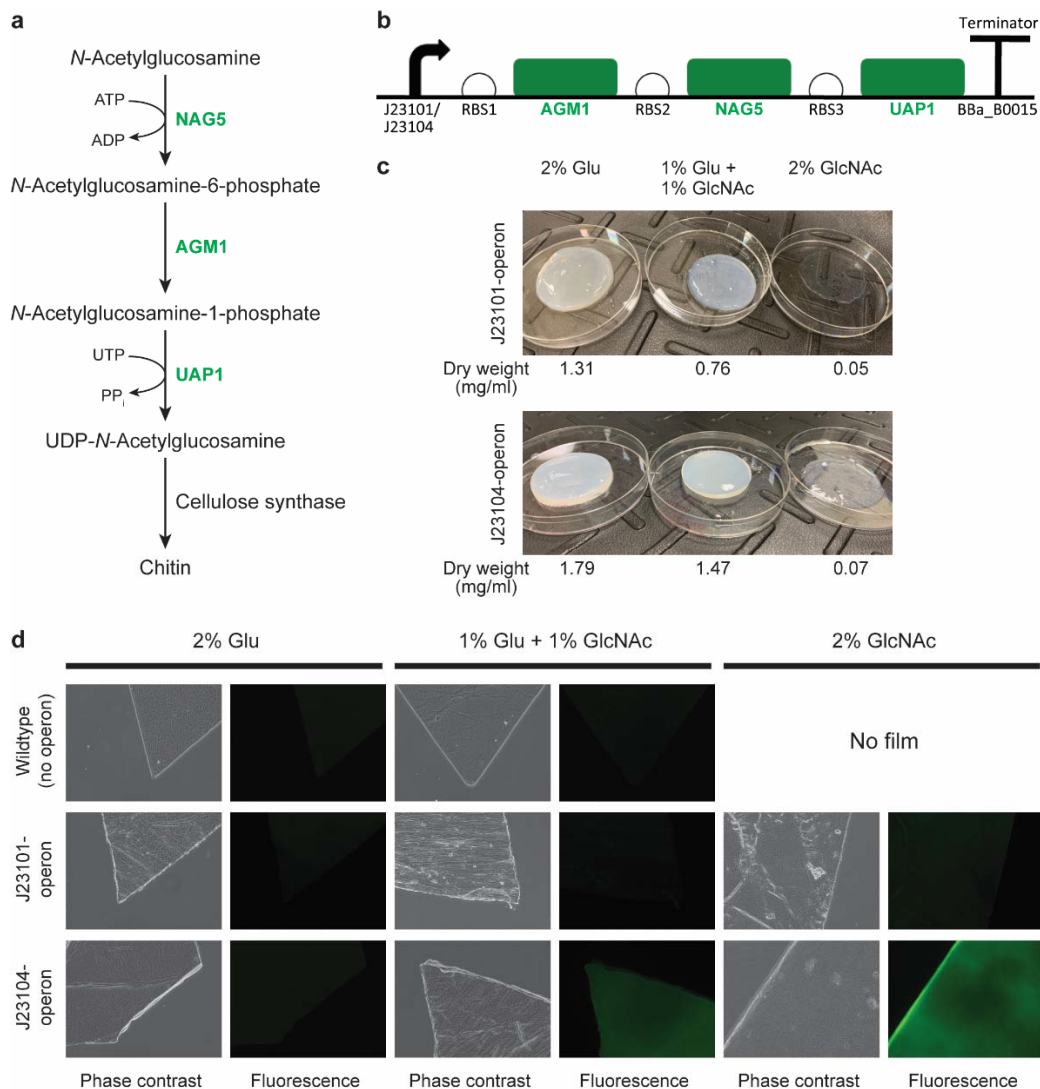 a
N-Acetylglucosamine
ATP
NAG5
ADP
N-Acetylglucosamine-6-phosphate
AGM1
N-Acetylglucosamine-1-phosphate
UTP
UAP1
PPi
UDP-N-Acetylglucosamine
Cellulose synthase
Chitin
b
Terminator
J23101/
J23104
RBS1
AGM1
RBS2
NAG5
RBS3
UAP1
BBa_B0015
c
2% Glu
1% Glu +
1% GlcNAc
2% GlcNAc
J23101-operon
Dry weight
(mg/ml)
1.31
0.76
0.05
J23104-operon
Dry weight
(mg/ml)
1.79
1.47
0.07
d
2% Glu
1% Glu + 1% GlcNAc
2% GlcNAc
Wildtype
(no operon)
No film
J23101-
operon
J23104-
operon
Phase contrast
Fluorescence
Phase contrast
Fluorescence
Phase contrast
Fluorescence